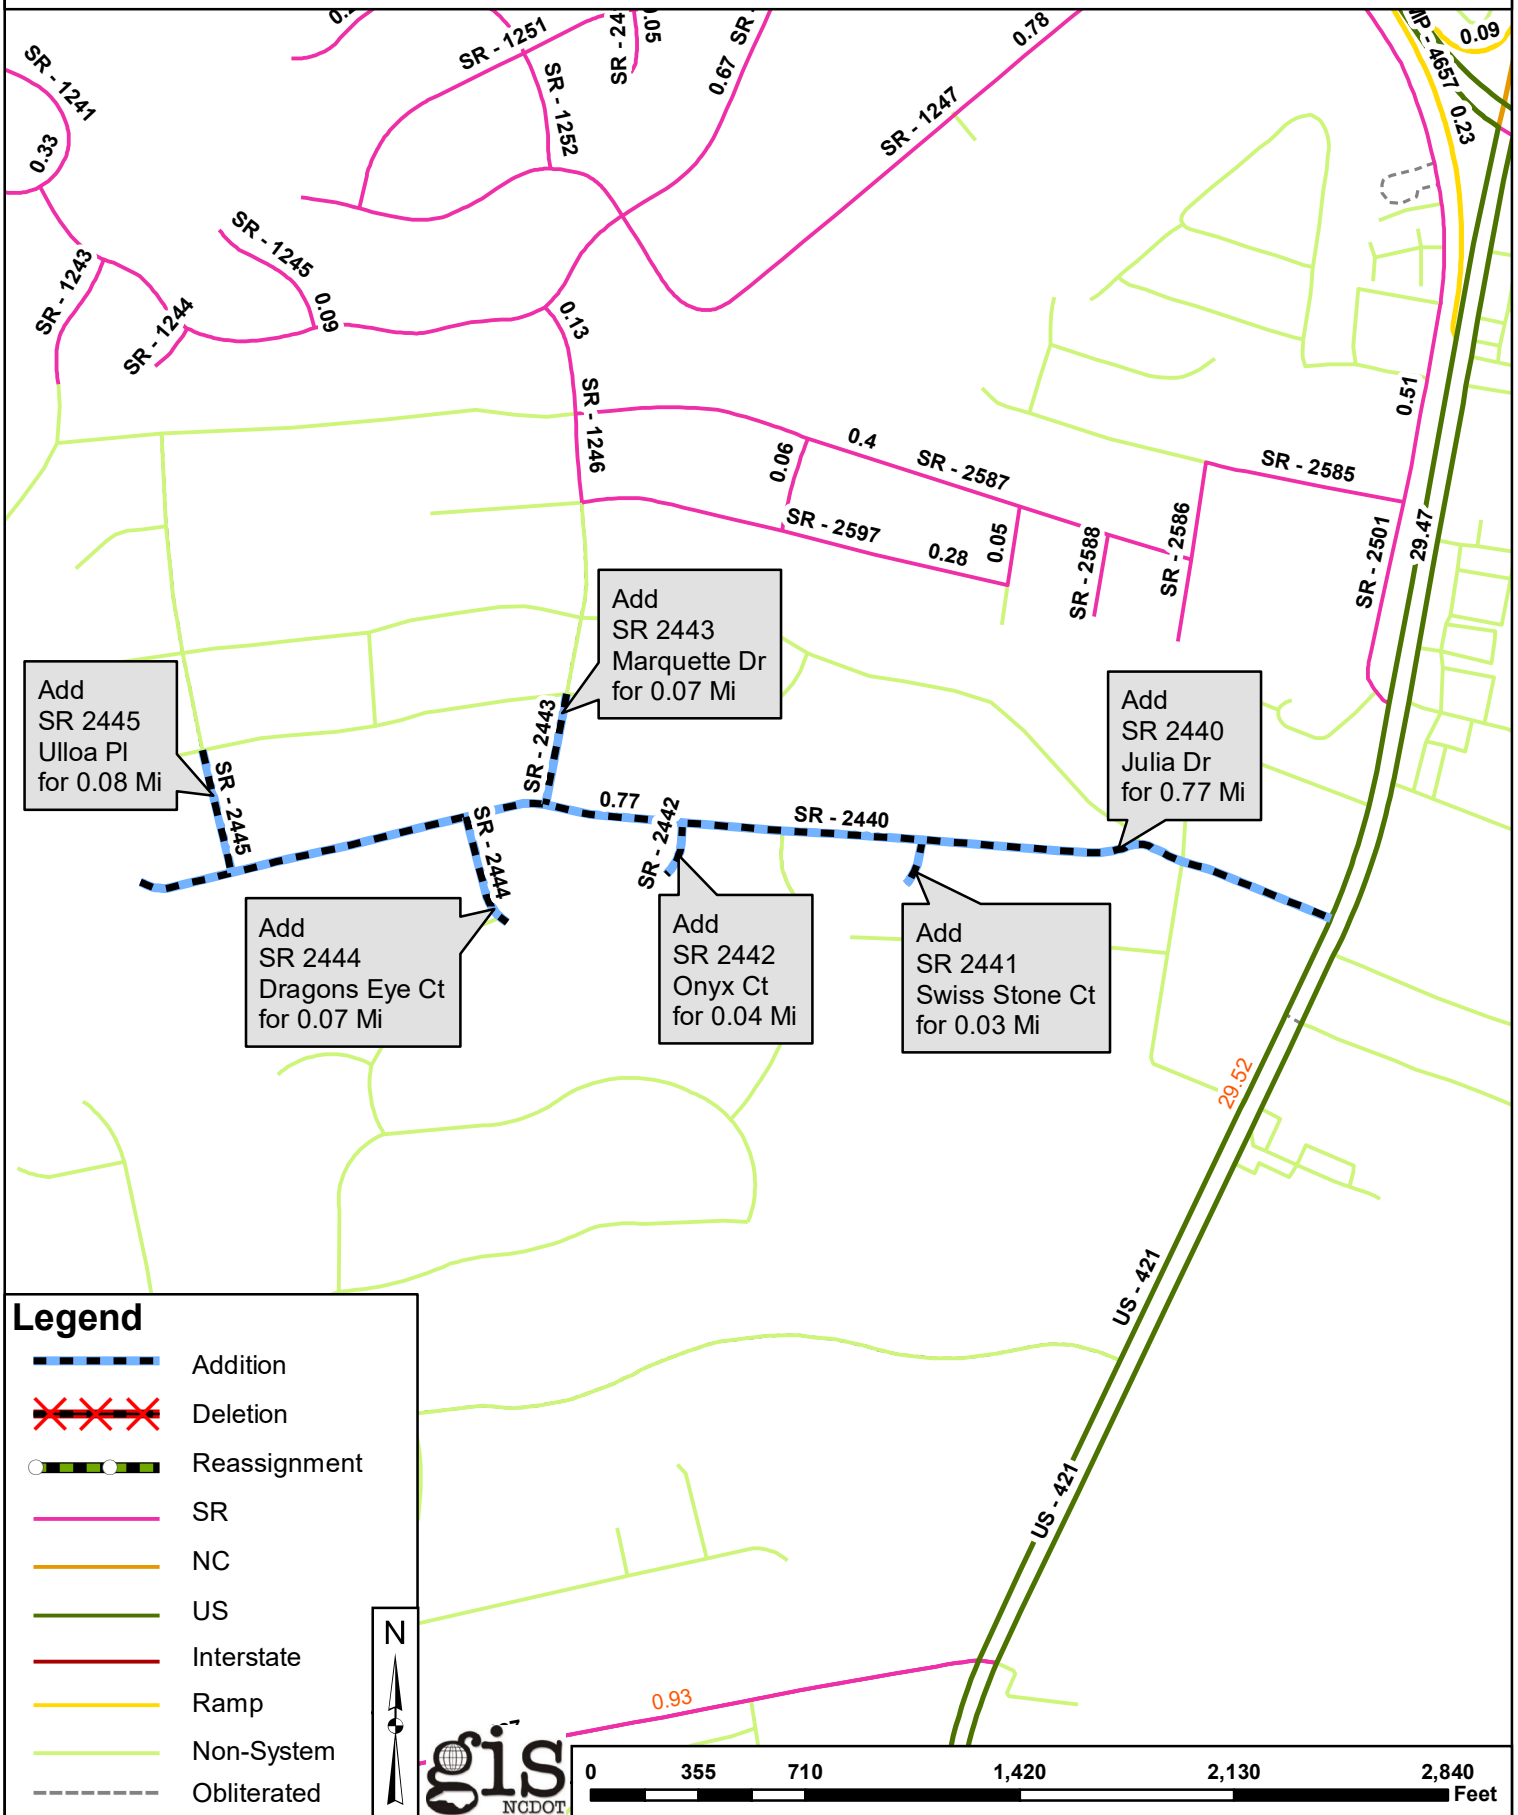 SR - 1251
SR - 24
.05
0.67
SR -
0.78
MP - 4657
0.09
0.23
SR - 1241
0.33
SR - 1252
SR - 1247
SR - 1245
0.09
SR - 1243
SR - 1244
0.13
SR - 1246
0.51
0.06
0.4
SR - 2587
SR - 2585
SR - 2597
0.28
0.05
SR - 2588
SR - 2586
SR - 2501
29.47
Add
SR 2443
Marquette Dr
for 0.07 Mi
Add
SR 2445
Ulloa Pl
for 0.08 Mi
Add
SR 2440
Julia Dr
for 0.77 Mi
SR - 2443
SR - 2445
SR - 2444
0.77
SR - 2442
SR - 2440
Add
SR 2444
Dragons Eye Ct
for 0.07 Mi
Add
SR 2442
Onyx Ct
for 0.04 Mi
Add
SR 2441
Swiss Stone Ct
for 0.03 Mi
29.52
US - 421
US - 421
0.93
Legend
Addition
Deletion
Reassignment
SR
NC
US
Interstate
Ramp
Non-System
Obliterated
N
gis
NCDOT
0 355 710 1,420 2,130 2,840
Feet